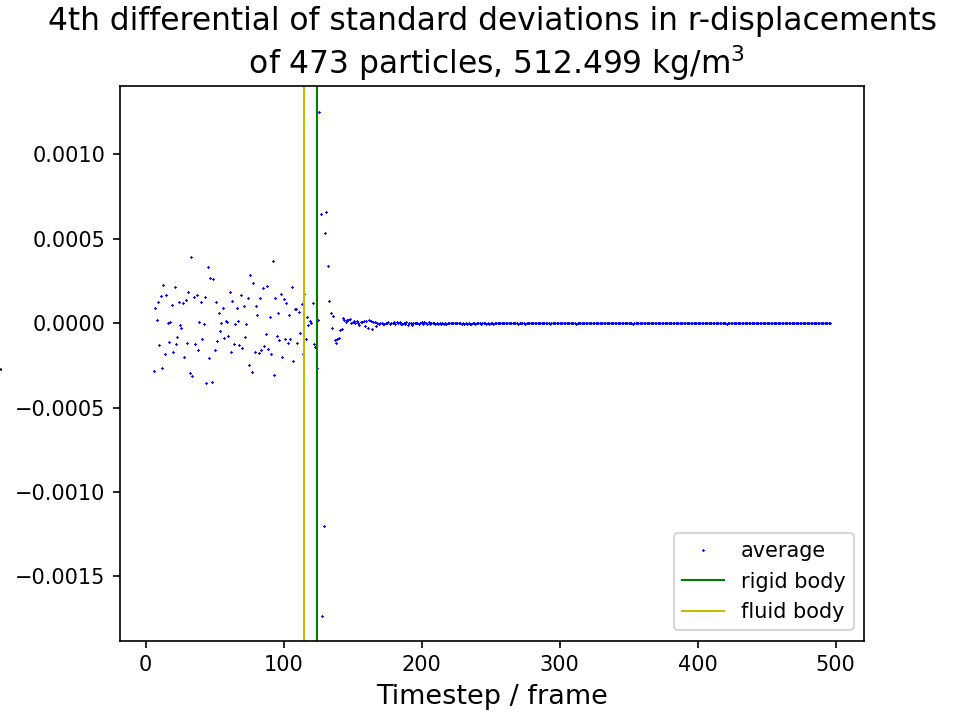 4th differential of standard deviations in r-displacements
of 473 particles, 512.499 kg/m³
0.0010
0.0005
0.0000
−0.0005
−0.0010
−0.0015
average
rigid body
fluid body
0 100 200 300 400 500
Timestep / frame